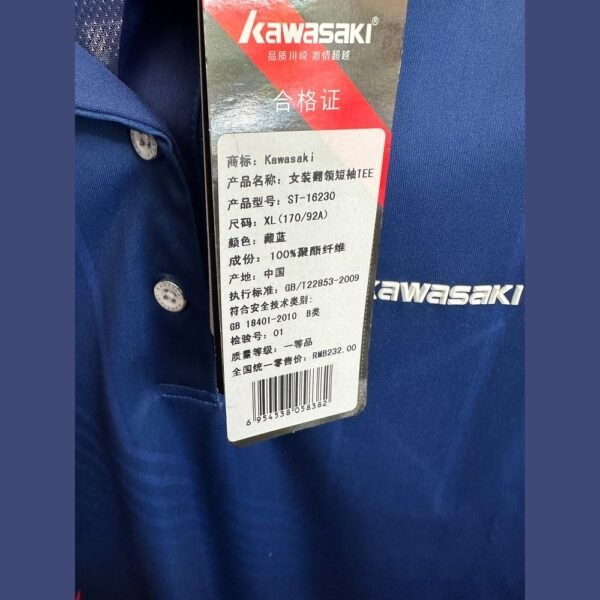 Kawasaki®
品质川崎 激情超越
合格证
商标：Kawasaki
产品名称：女装翻领短袖TEE
产品型号：ST-16230
尺码：XL(170/92A)
颜色：藏蓝
成份：100%聚酯纤维
产地：中国
执行标准：GB/T22853-2009
符合安全技术类别：
GB 18401-2010 B类
检验号：01
质量等级：一等品
全国统一零售价：RMB232.00
6 954538 058382
Kawasaki